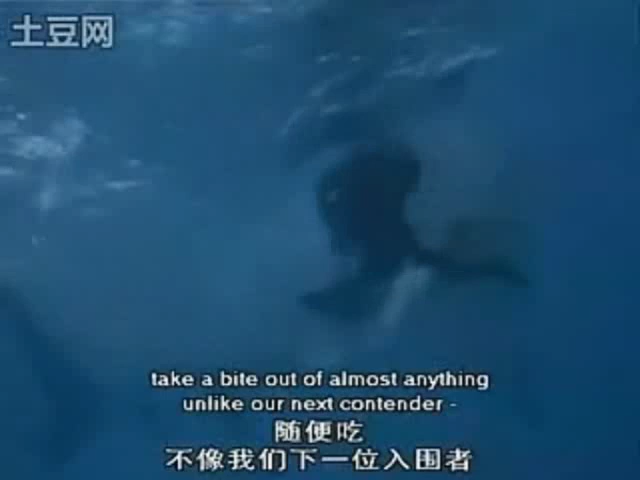 土豆网
take a bite out of almost anything
unlike our next contender -
随便吃
不像我们下一位入围者